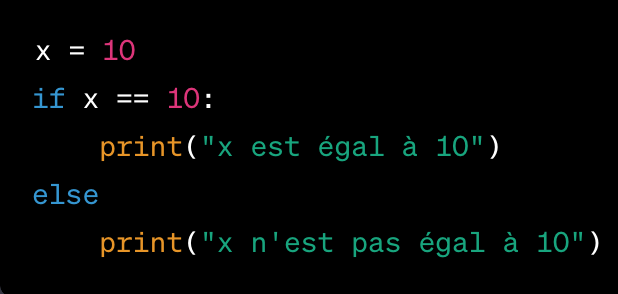 x = 10
if x == 10:
    print("x est égal à 10")
else
    print("x n'est pas égal à 10")